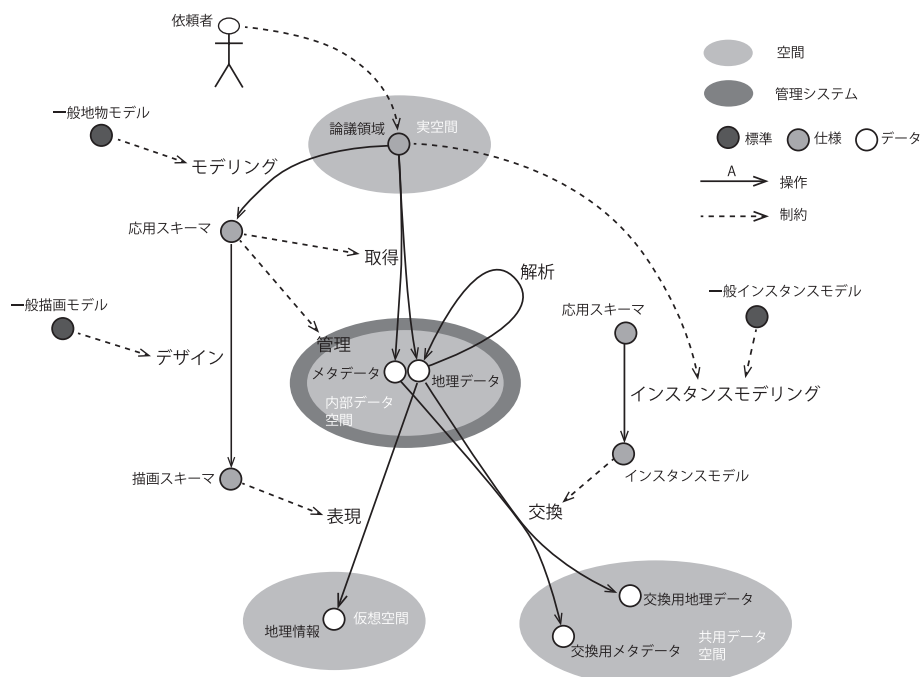 依頼者
空間
管理システム
一般地物モデル
論議領域
実空間
標準
仕様
データ
モデリング
A
操作
応用スキーマ
制約
取得
解析
一般描画モデル
応用スキーマ
一般インスタンスモデル
デザイン
管理
メタデータ
地理データ
内部データ
空間
インスタンスモデリング
描画スキーマ
インスタンスモデル
表現
交換
交換用地理データ
地理情報
仮想空間
交換用メタデータ
共用データ
空間